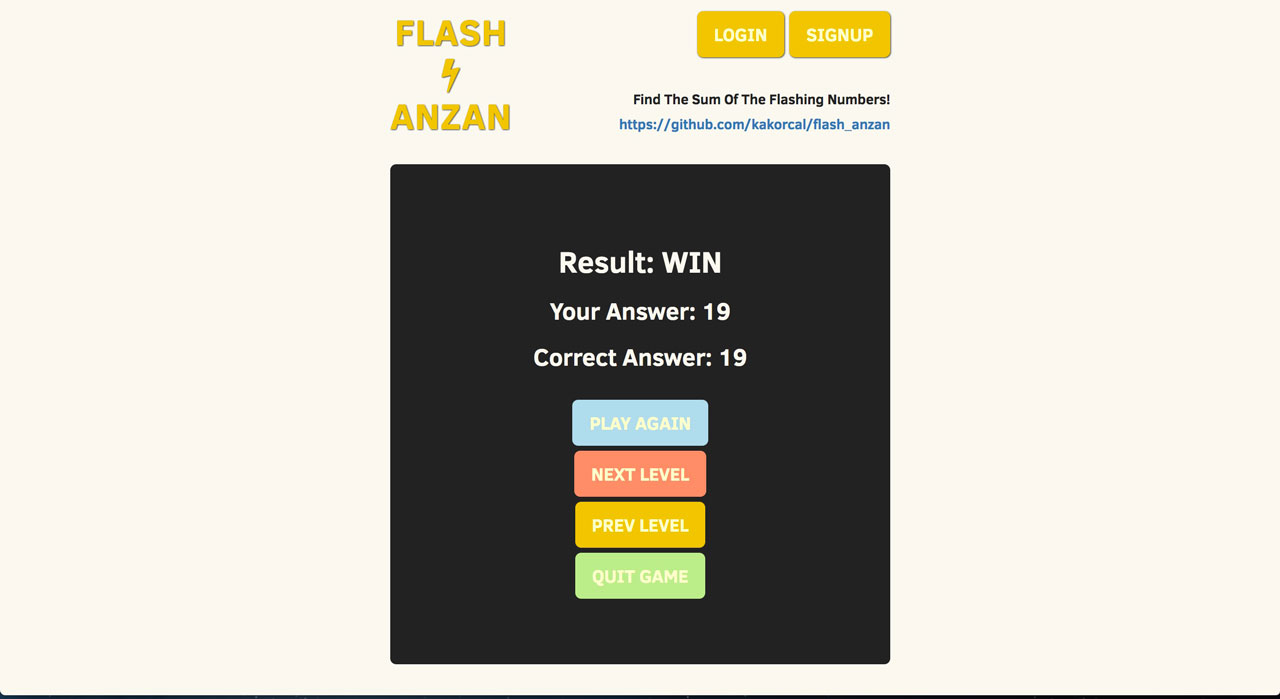 FLASH
ANZAN
LOGIN
SIGNUP
Find The Sum Of The Flashing Numbers!
https://github.com/kakorcal/flash_anzan
Result: WIN
Your Answer: 19
Correct Answer: 19
PLAY AGAIN
NEXT LEVEL
PREV LEVEL
QUIT GAME